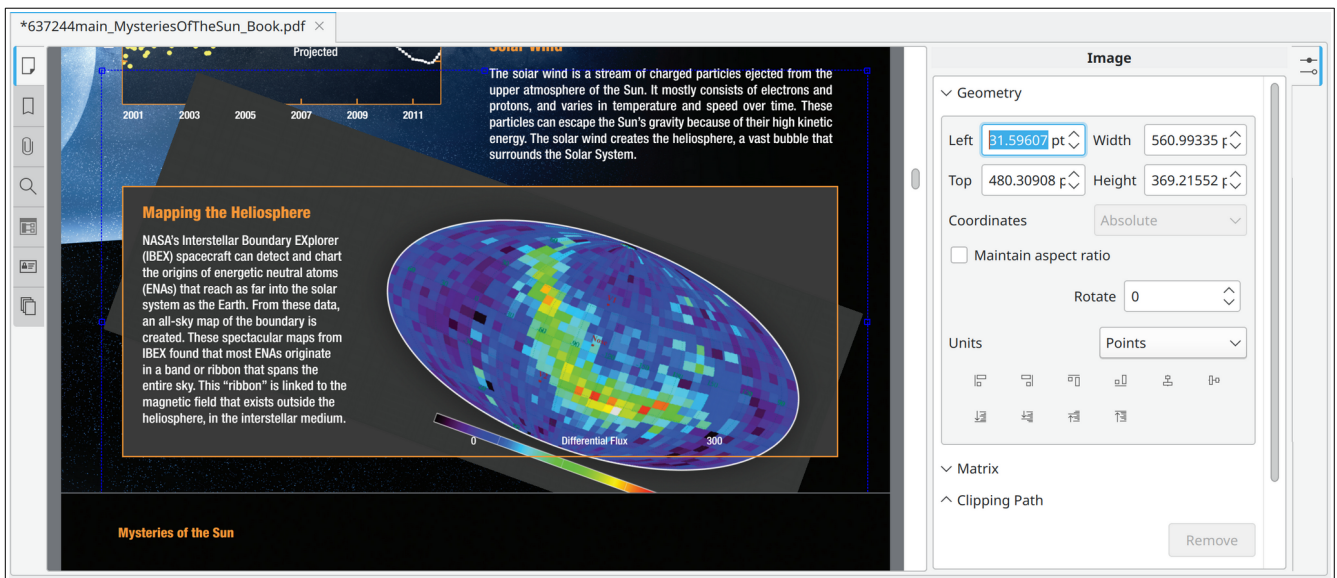 *637244main_MysteriesOfTheSun_Book.pdf
Projected
2001 2003 2005 2007 2009 2011
Solar Wind
The solar wind is a stream of charged particles ejected from the
upper atmosphere of the Sun. It mostly consists of electrons and
protons, and varies in temperature and speed over time. These
particles can escape the Sun's gravity because of their high kinetic
energy. The solar wind creates the heliosphere, a vast bubble that
surrounds the Solar System.
Mapping the Heliosphere
NASA's Interstellar Boundary EXplorer
(IBEX) spacecraft can detect and chart
the origins of energetic neutral atoms
(ENAs) that reach as far into the solar
system as the Earth. From these data,
an all-sky map of the boundary is
created. These spectacular maps from
IBEX found that most ENAs originate
in a band or ribbon that spans the
entire sky. This “ribbon” is linked to the
magnetic field that exists outside the
heliosphere, in the interstellar medium.
0 Differential Flux 300
Mysteries of the Sun
Image
Geometry
Left 31.59607 pt Width 560.99335 p
Top 480.30908 p Height 369.21552 p
Coordinates Absolute
Maintain aspect ratio
Rotate 0
Units Points
Matrix
Clipping Path
Remove